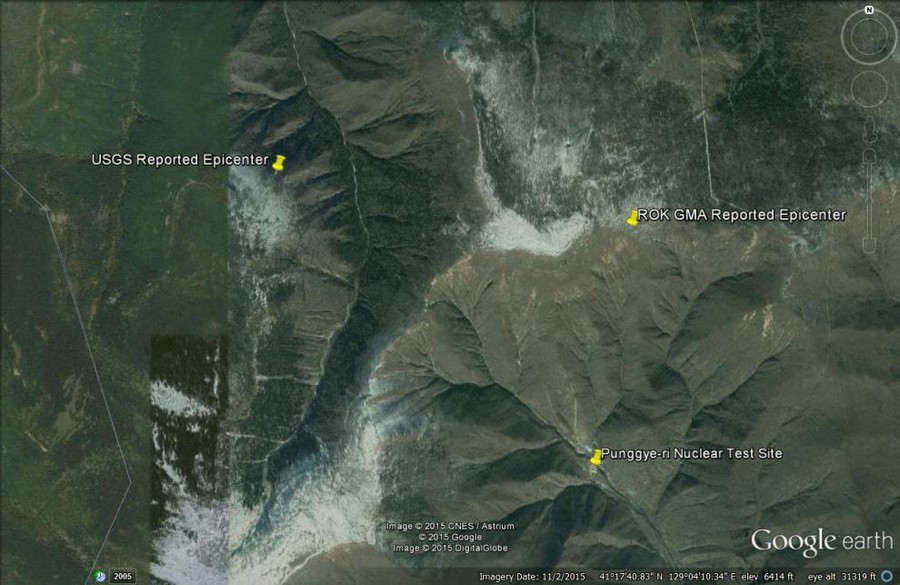 N
USGS Reported Epicenter
ROK GMA Reported Epicenter
Punggye-ri Nuclear Test Site
Image © 2015 CNES / Astrium
© 2015 Google
Image © 2015 DigitalGlobe
Google earth
2005
Imagery Date: 11/2/2015 41°17'40.83" N 129°04'10.34" E elev 6414 ft eye alt 31319 ft